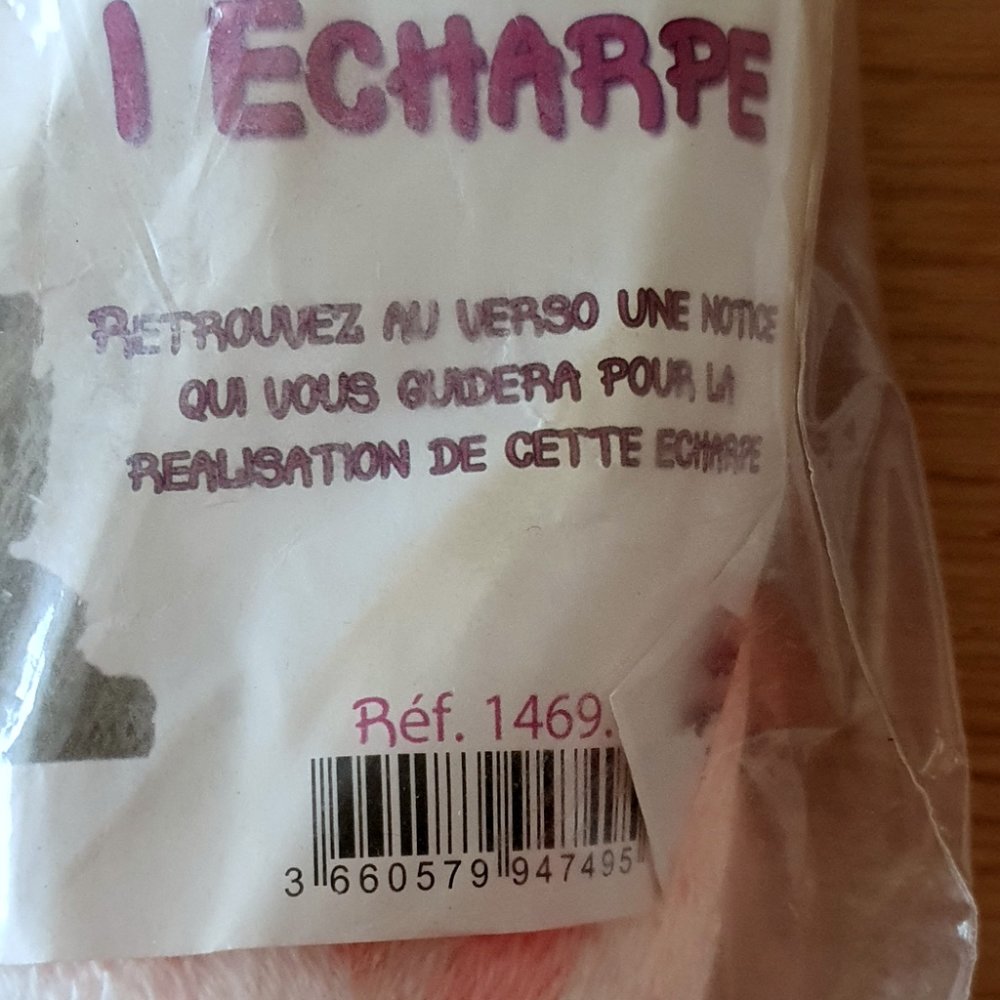 1 ECHARPE
RETROUVEZ AU VERSO UNE NOTICE
QUI VOUS GUIDERA POUR LA
REALISATION DE CETTE ECHARPE
Réf. 1469.
3 660579 947495